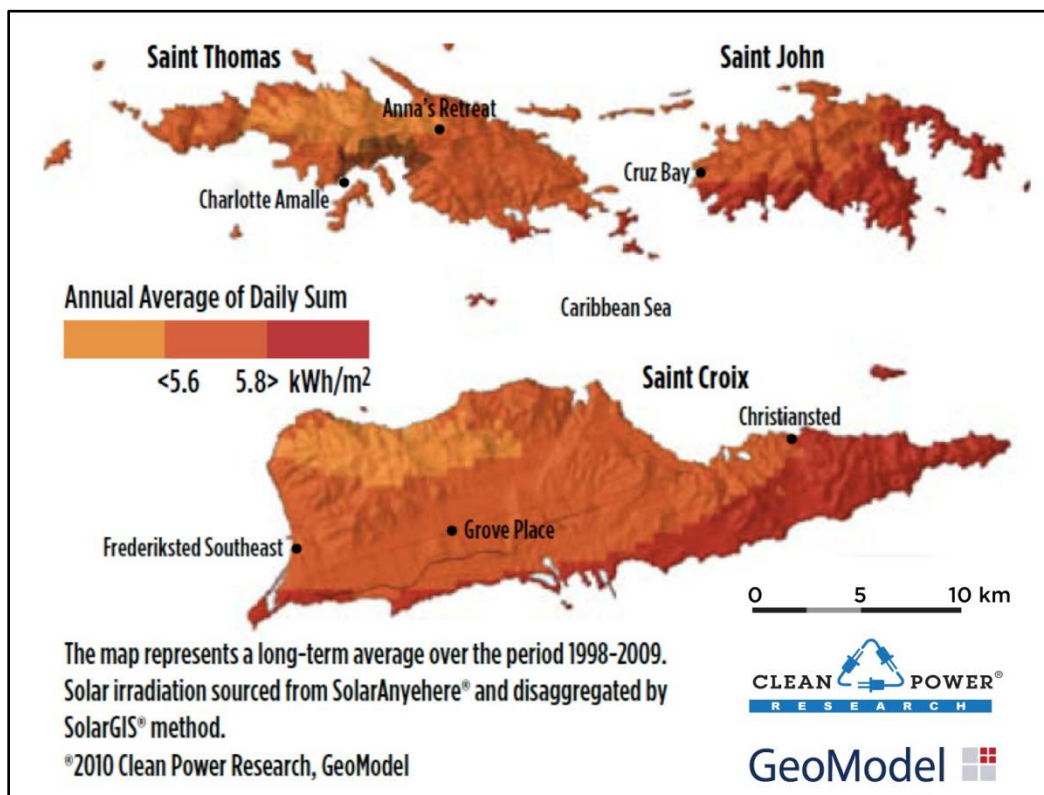 Saint Thomas
Saint John
Anna's Retreat
Cruz Bay
Charlotte Amalle
Annual Average of Daily Sum
<5.6 5.8> kWh/m²
Caribbean Sea
Saint Croix
Christiansted
Grove Place
Frederiksted Southeast
0 5 10 km
The map represents a long-term average over the period 1998-2009.
Solar irradiation sourced from SolarAnyehere® and disaggregated by
SolarGIS® method.
®2010 Clean Power Research, GeoModel
CLEAN POWER®
RESEARCH
GeoModel